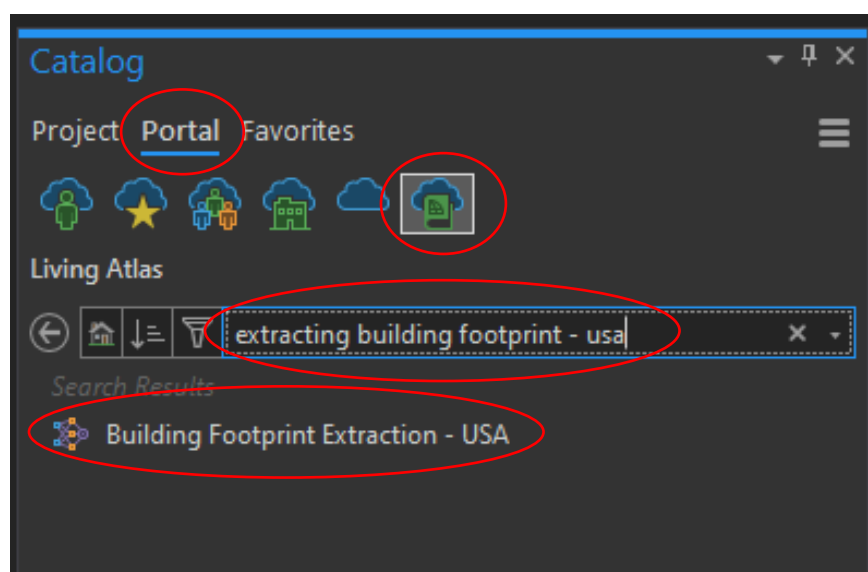 Catalog
Project Portal Favorites
Living Atlas
extracting building footprint - usa
Search Results
Building Footprint Extraction - USA